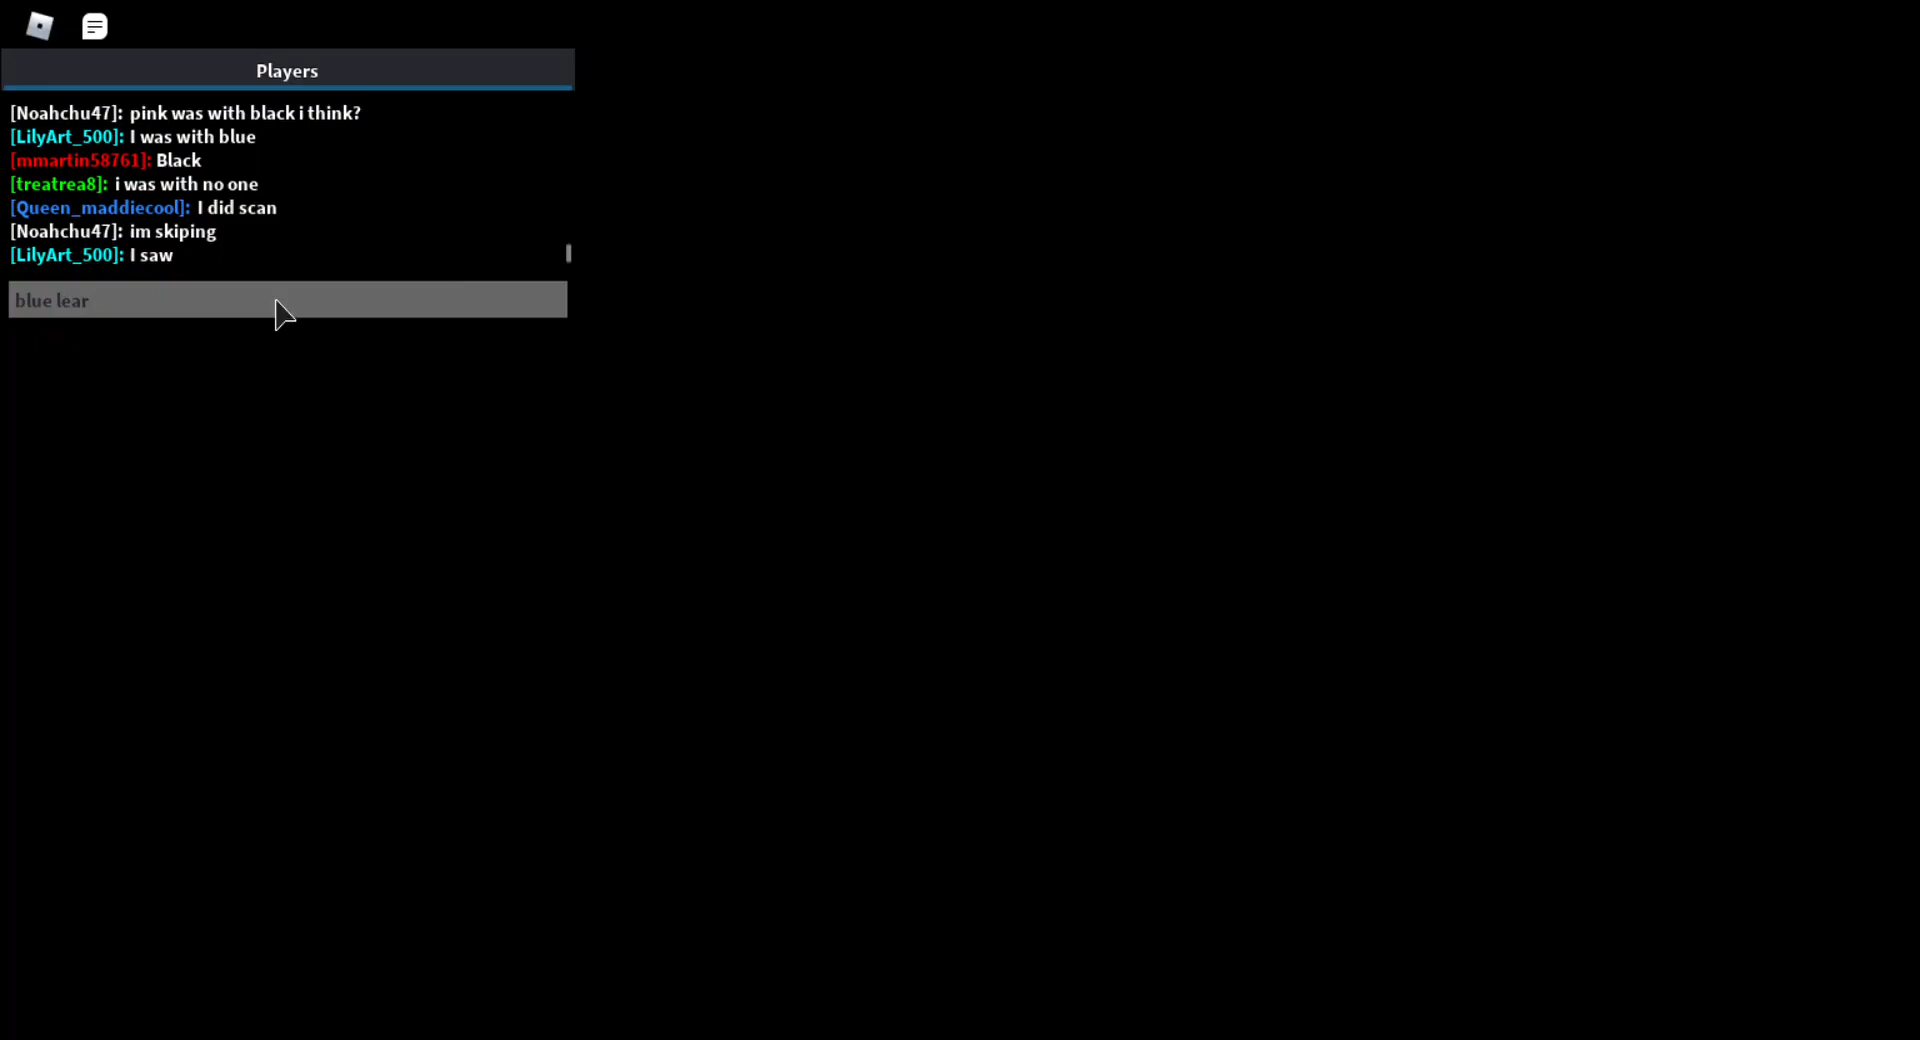 Players
[Noahchu47]: pink was with black i think?
[LilyArt_500]: I was with blue
[mmartin58761]: Black
[treatrea8]: i was with no one
[Queen_maddiecool]: I did scan
[Noahchu47]: im skiping
[LilyArt_500]: I saw
blue lear